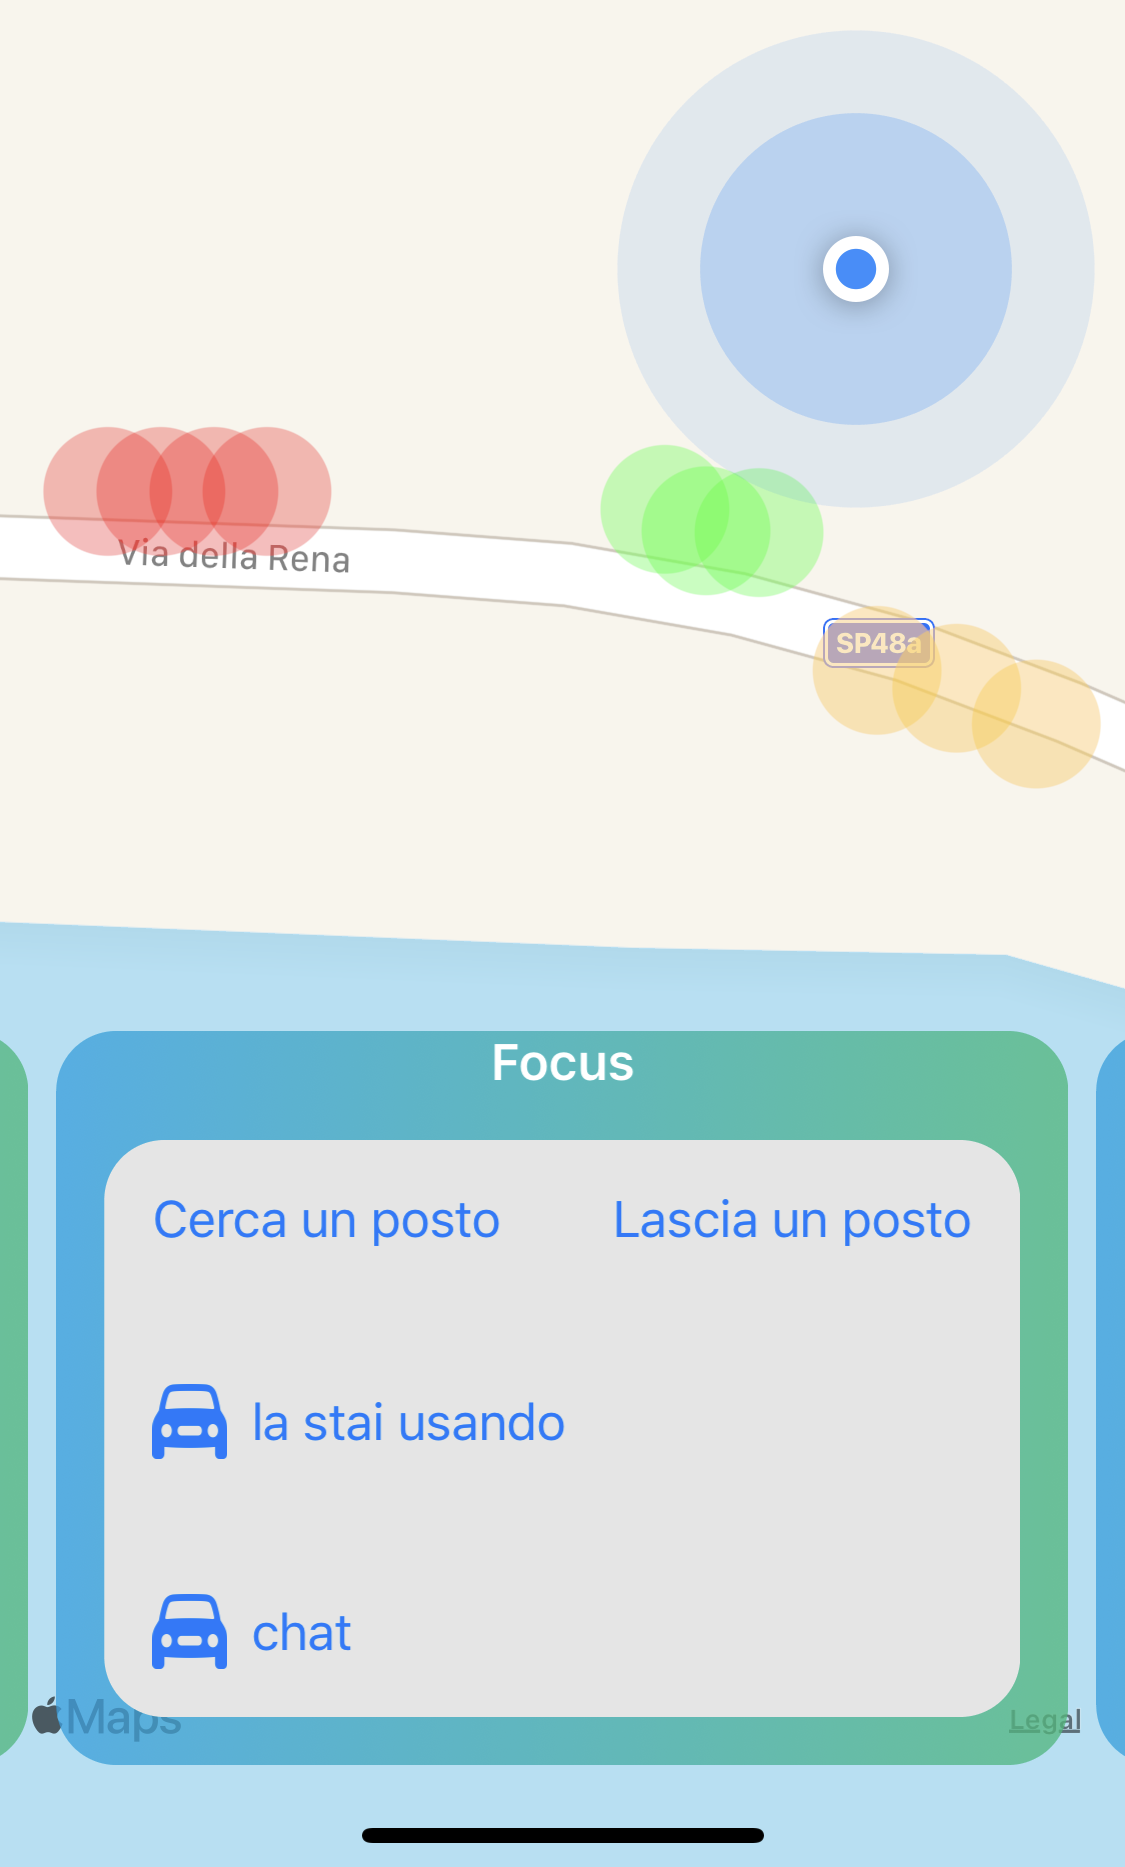 Via della Rena
SP48a
Focus
Cerca un posto
Lascia un posto
la stai usando
chat
Maps
Legal